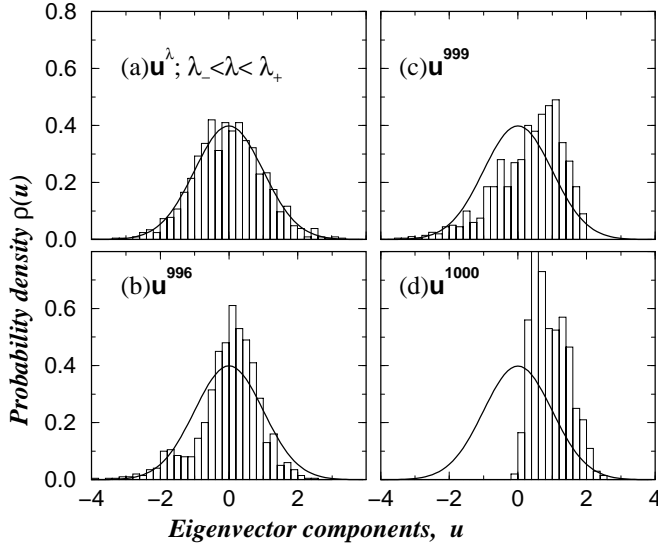 0.8
(a)u^λ; λ_−<λ< λ_+
(c)u^999
0.6
0.4
0.2
0.0
(b)u^996
(d)u^1000
0.6
0.4
0.2
0.0
−4 −2 0 2 −4 −2 0 2 4
Probability density ρ(u)
Eigenvector components, u